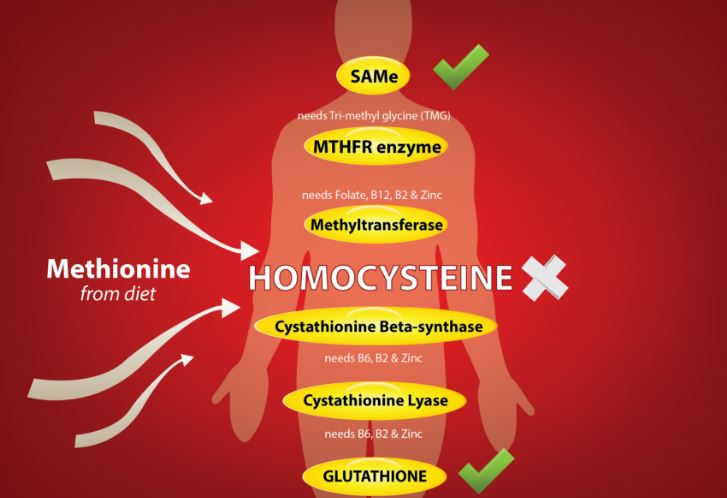 SAMe
needs Tri-methyl glycine (TMG)
MTHFR enzyme
needs Folate, B12, B2 & Zinc
Methyltransferase
Methionine
from diet
HOMOCYSTEINE
Cystathionine Beta-synthase
needs B6, B2 & Zinc
Cystathionine Lyase
needs B6, B2 & Zinc
GLUTATHIONE